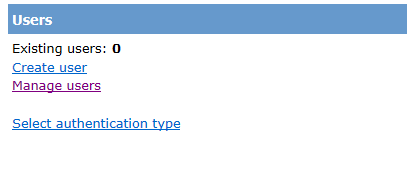 Users
Existing users: 0
Create user
Manage users
Select authentication type